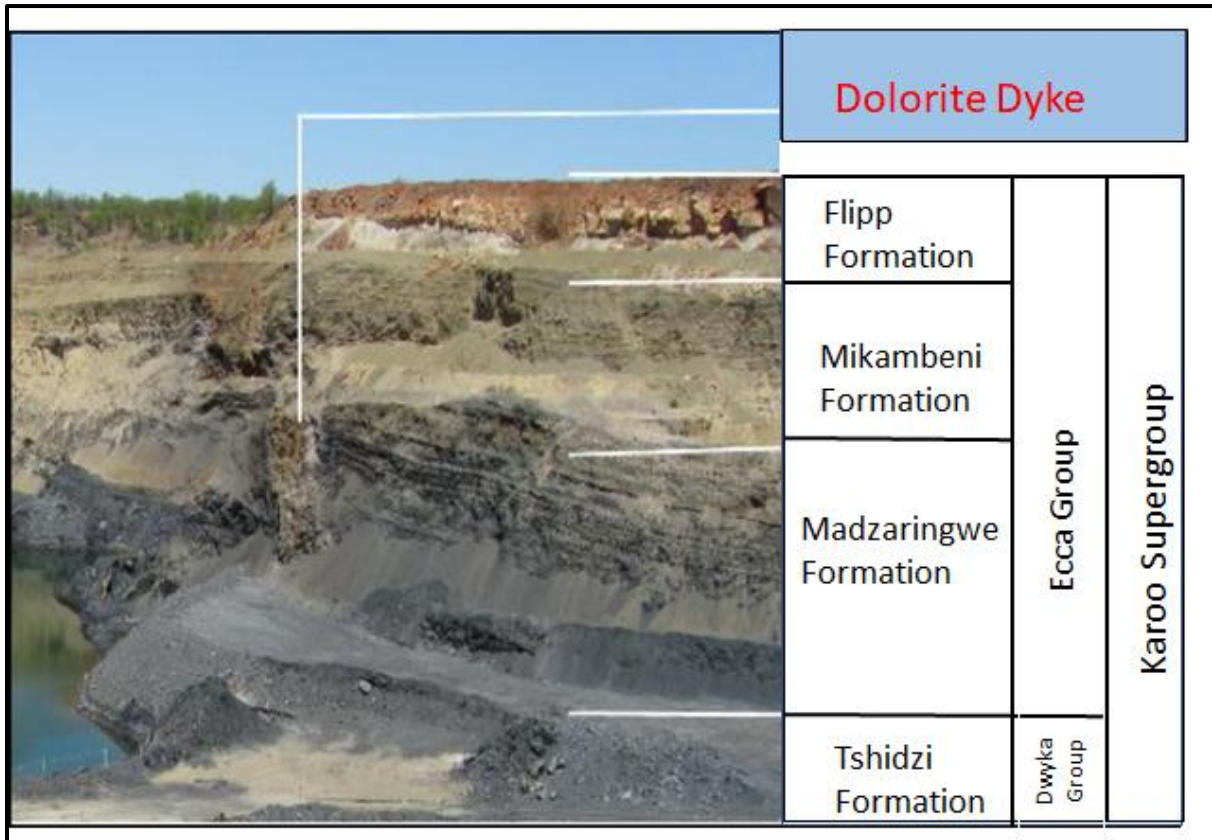 Dolorite Dyke
Flipp
Formation
Mikambeni
Formation
Madzaringwe
Formation
Tshidzi
Formation
Ecca Group
Dwyka
Group
Karoo Supergroup